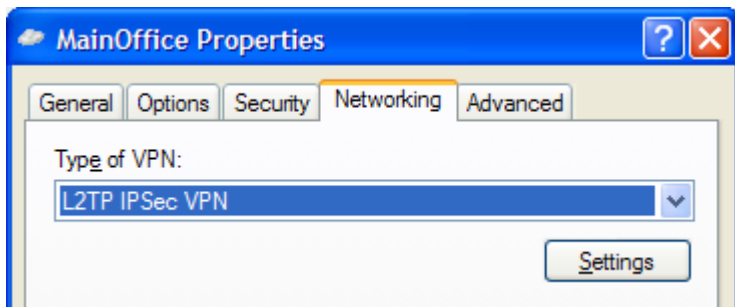 MainOffice Properties
?
General Options Security Networking Advanced
Type of VPN:
L2TP IPSec VPN
Settings